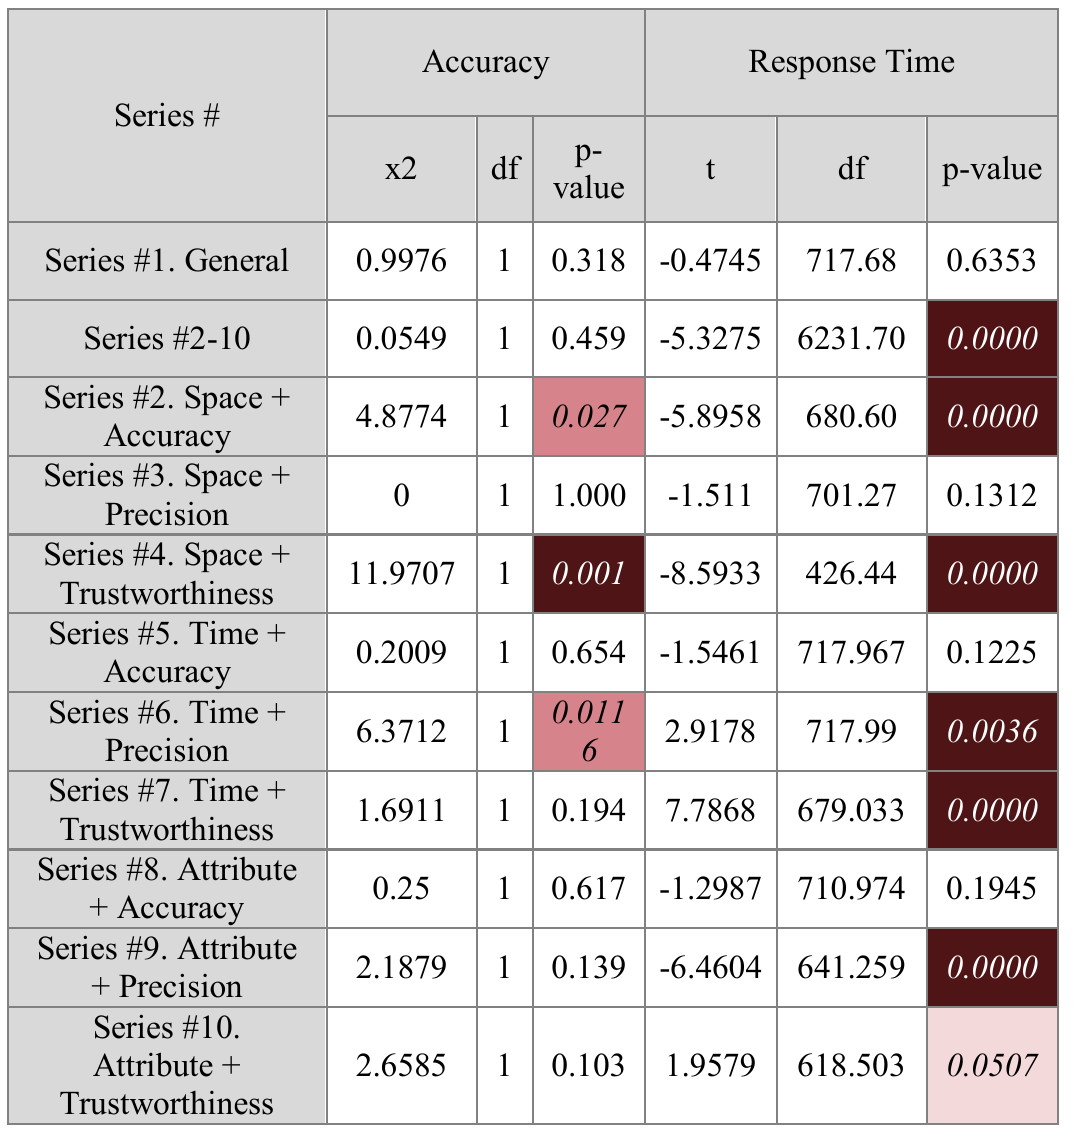 Series #
Accuracy
Response Time
x2
df
p-
value
t
df
p-value
Series #1. General
0.9976
1
0.318
-0.4745
717.68
0.6353
Series #2-10
0.0549
1
0.459
-5.3275
6231.70
0.0000
Series #2. Space +
Accuracy
4.8774
1
0.027
-5.8958
680.60
0.0000
Series #3. Space +
Precision
0
1
1.000
-1.511
701.27
0.1312
Series #4. Space +
Trustworthiness
11.9707
1
0.001
-8.5933
426.44
0.0000
Series #5. Time +
Accuracy
0.2009
1
0.654
-1.5461
717.967
0.1225
Series #6. Time +
Precision
6.3712
1
0.011
6
2.9178
717.99
0.0036
Series #7. Time +
Trustworthiness
1.6911
1
0.194
7.7868
679.033
0.0000
Series #8. Attribute
+ Accuracy
0.25
1
0.617
-1.2987
710.974
0.1945
Series #9. Attribute
+ Precision
2.1879
1
0.139
-6.4604
641.259
0.0000
Series #10.
Attribute +
Trustworthiness
2.6585
1
0.103
1.9579
618.503
0.0507